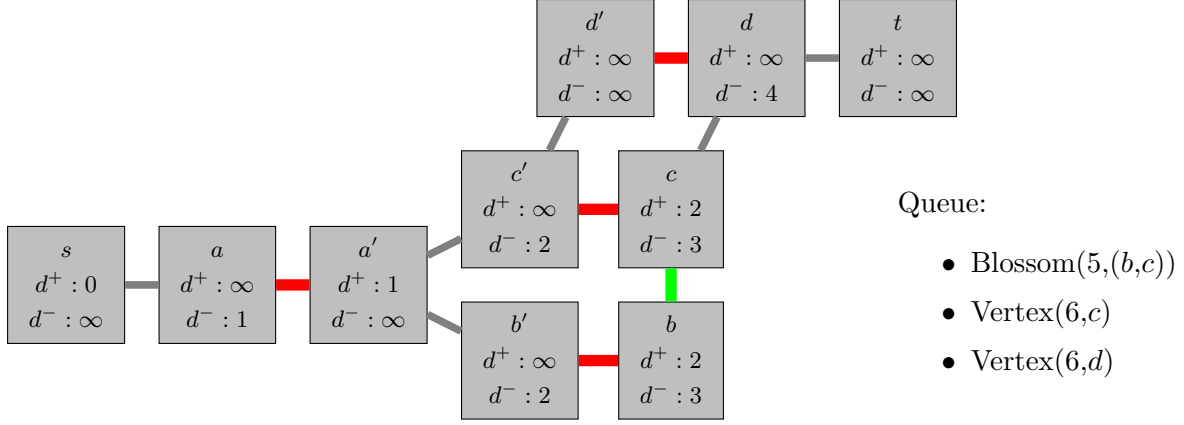 d′
d⁺ : ∞
d⁻ : ∞
d
d⁺ : ∞
d⁻ : 4
t
d⁺ : ∞
d⁻ : ∞
c′
d⁺ : ∞
d⁻ : 2
c
d⁺ : 2
d⁻ : 3
s
d⁺ : 0
d⁻ : ∞
a
d⁺ : ∞
d⁻ : 1
a′
d⁺ : 1
d⁻ : ∞
b′
d⁺ : ∞
d⁻ : 2
b
d⁺ : 2
d⁻ : 3
Queue:
• Blossom(5,(b,c))
• Vertex(6,c)
• Vertex(6,d)